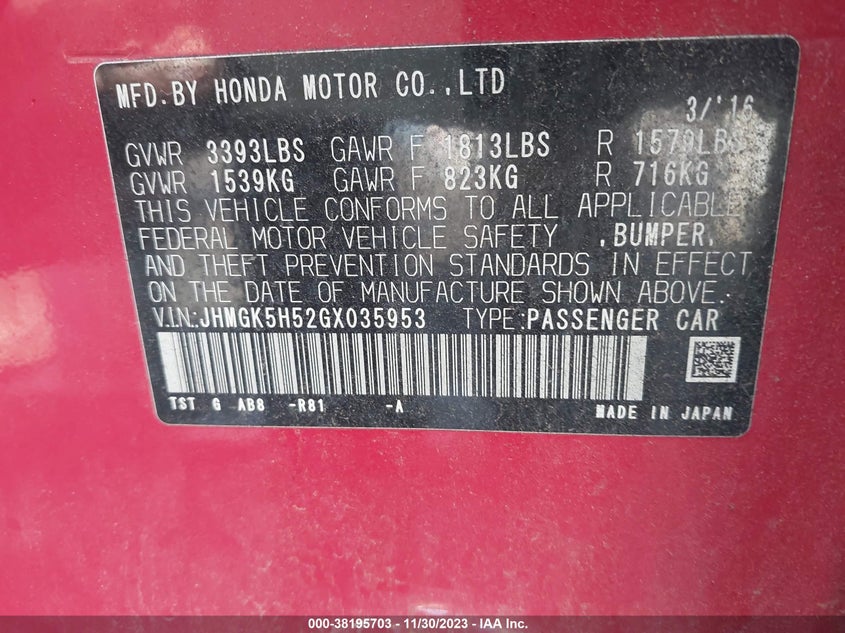 MFD.BY HONDA MOTOR CO.,LTD
3/'16
GVWR 3393LBS GAWR F 1813LBS R 1579LBS
GVWR 1539KG GAWR F 823KG R 716KG
THIS VEHICLE CONFORMS TO ALL APPLICABLE
FEDERAL MOTOR VEHICLE SAFETY ,BUMPER,
AND THEFT PREVENTION STANDARDS IN EFFECT
ON THE DATE OF MANUFACTURE SHOWN ABOVE.
V.I.N.:JHMGK5H52GX035953 TYPE:PASSENGER CAR
TST G AB8 -R81 -A MADE IN JAPAN
000-38195703 - 11/30/2023 - IAA Inc.